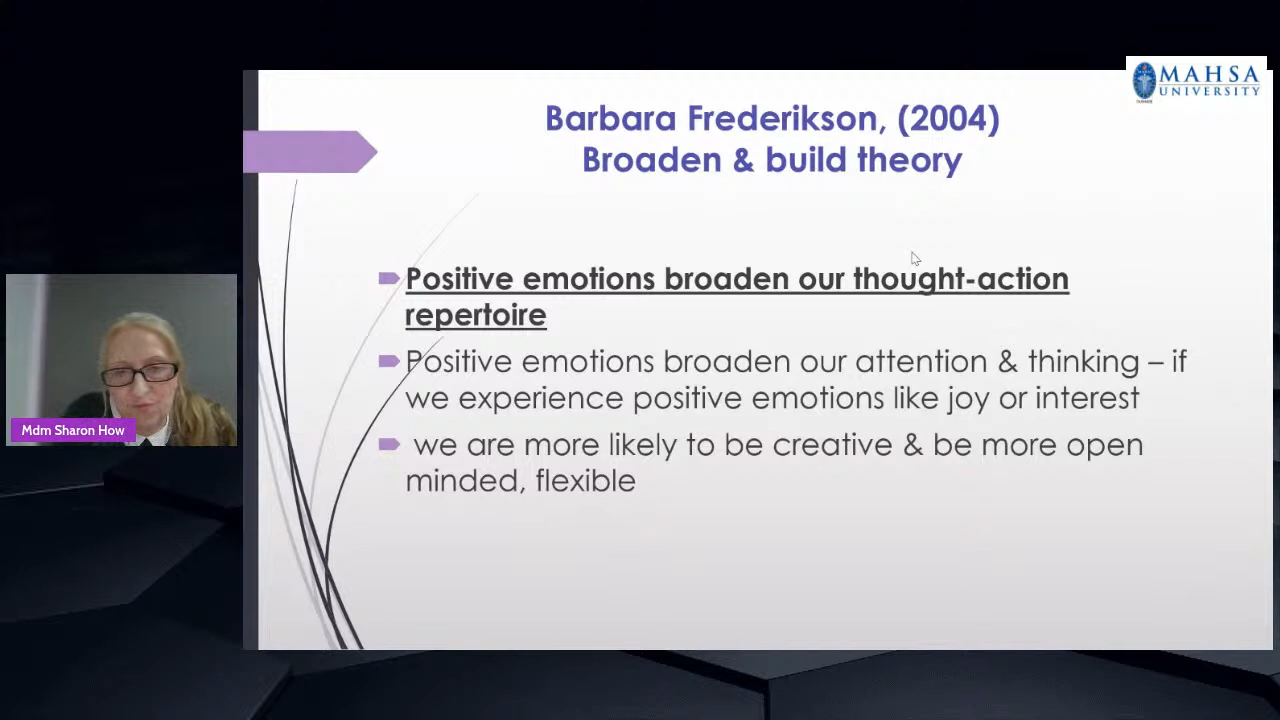 MAHSA
UNIVERSITY
Barbara Frederikson, (2004)
Broaden & build theory
Positive emotions broaden our thought-action
repertoire
Positive emotions broaden our attention & thinking – if
we experience positive emotions like joy or interest
we are more likely to be creative & be more open
minded, flexible
Mdm Sharon How